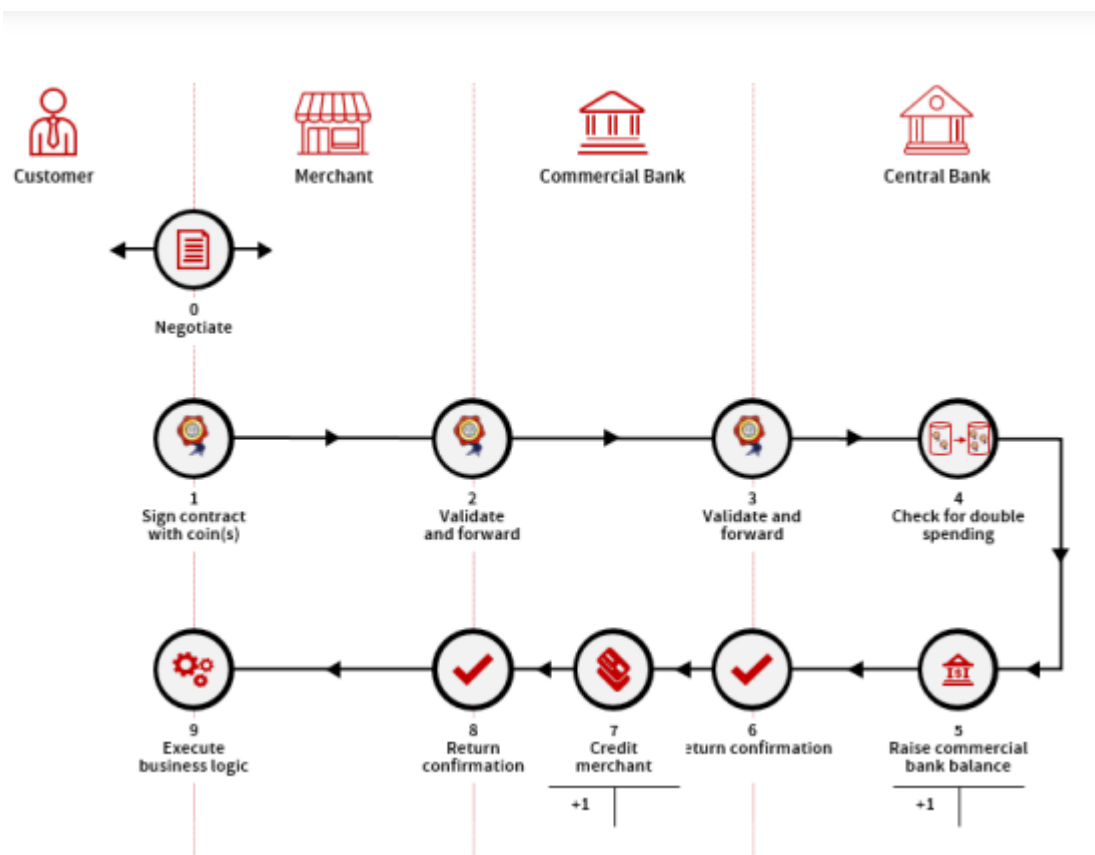 Customer
Merchant
Commercial Bank
Central Bank
0
Negotiate
1
Sign contract
with coin(s)
2
Validate
and forward
3
Validate and
forward
4
Check for double
spending
9
Execute
business logic
8
Return
confirmation
7
Credit
merchant
+1
6
eturn confirmation
5
Raise commercial
bank balance
+1